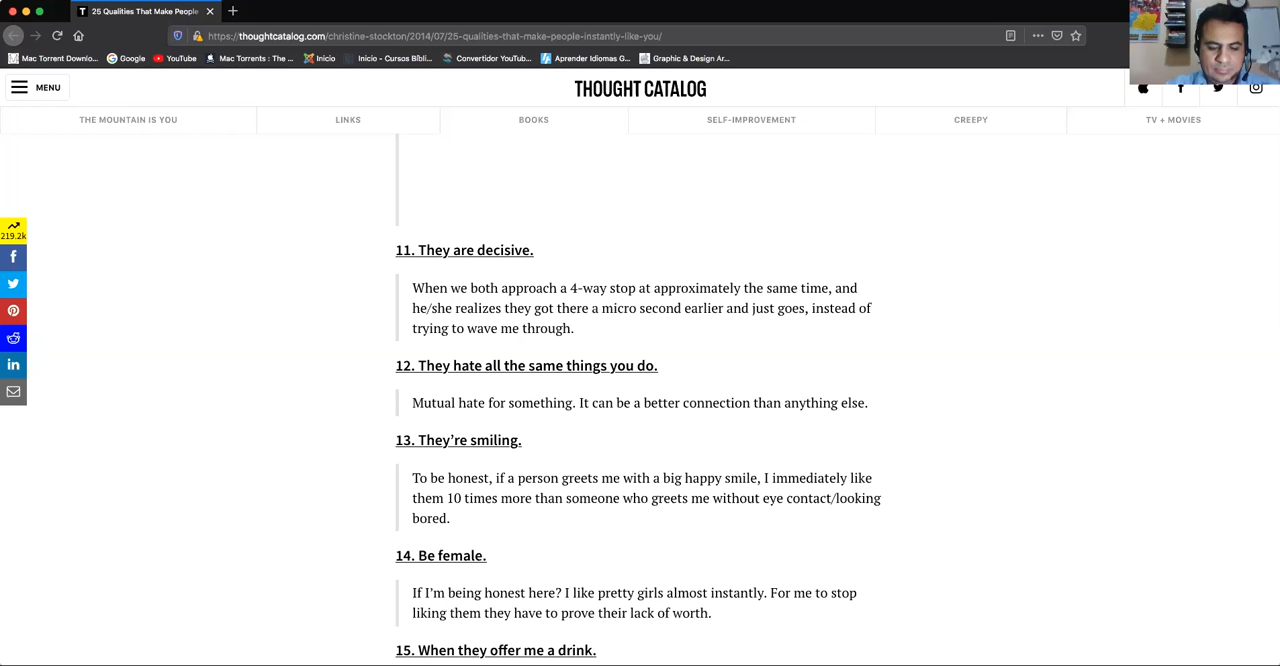 25 Qualities That Make People
https://thoughtcatalog.com/christine-stockton/2014/07/25-qualities-that-make-people-instantly-like-you/
Mac Torrent Downlo... Google YouTube Mac Torrents : The ... Inicio Inicio - Cursos Bíbli... Convertidor YouTub... Aprender Idiomas G... Graphic & Design Ar...
MENU
THOUGHT CATALOG
THE MOUNTAIN IS YOU LINKS BOOKS SELF-IMPROVEMENT CREEPY TV + MOVIES
219.2k
11. They are decisive.
When we both approach a 4-way stop at approximately the same time, and
he/she realizes they got there a micro second earlier and just goes, instead of
trying to wave me through.
12. They hate all the same things you do.
Mutual hate for something. It can be a better connection than anything else.
13. They’re smiling.
To be honest, if a person greets me with a big happy smile, I immediately like
them 10 times more than someone who greets me without eye contact/looking
bored.
14. Be female.
If I’m being honest here? I like pretty girls almost instantly. For me to stop
liking them they have to prove their lack of worth.
15. When they offer me a drink.